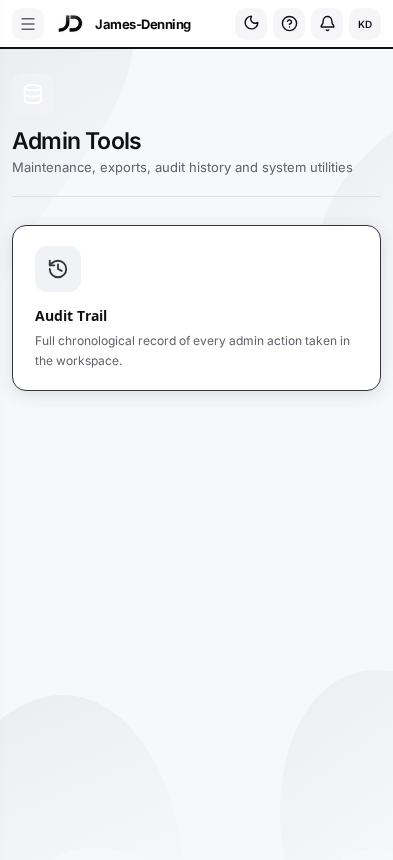 JD James-Denning KD
Admin Tools
Maintenance, exports, audit history and system utilities
Audit Trail
Full chronological record of every admin action taken in
the workspace.